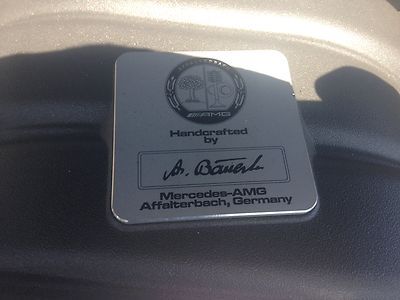 AMG
Handcrafted
by
Mercedes-AMG
Affalterbach, Germany